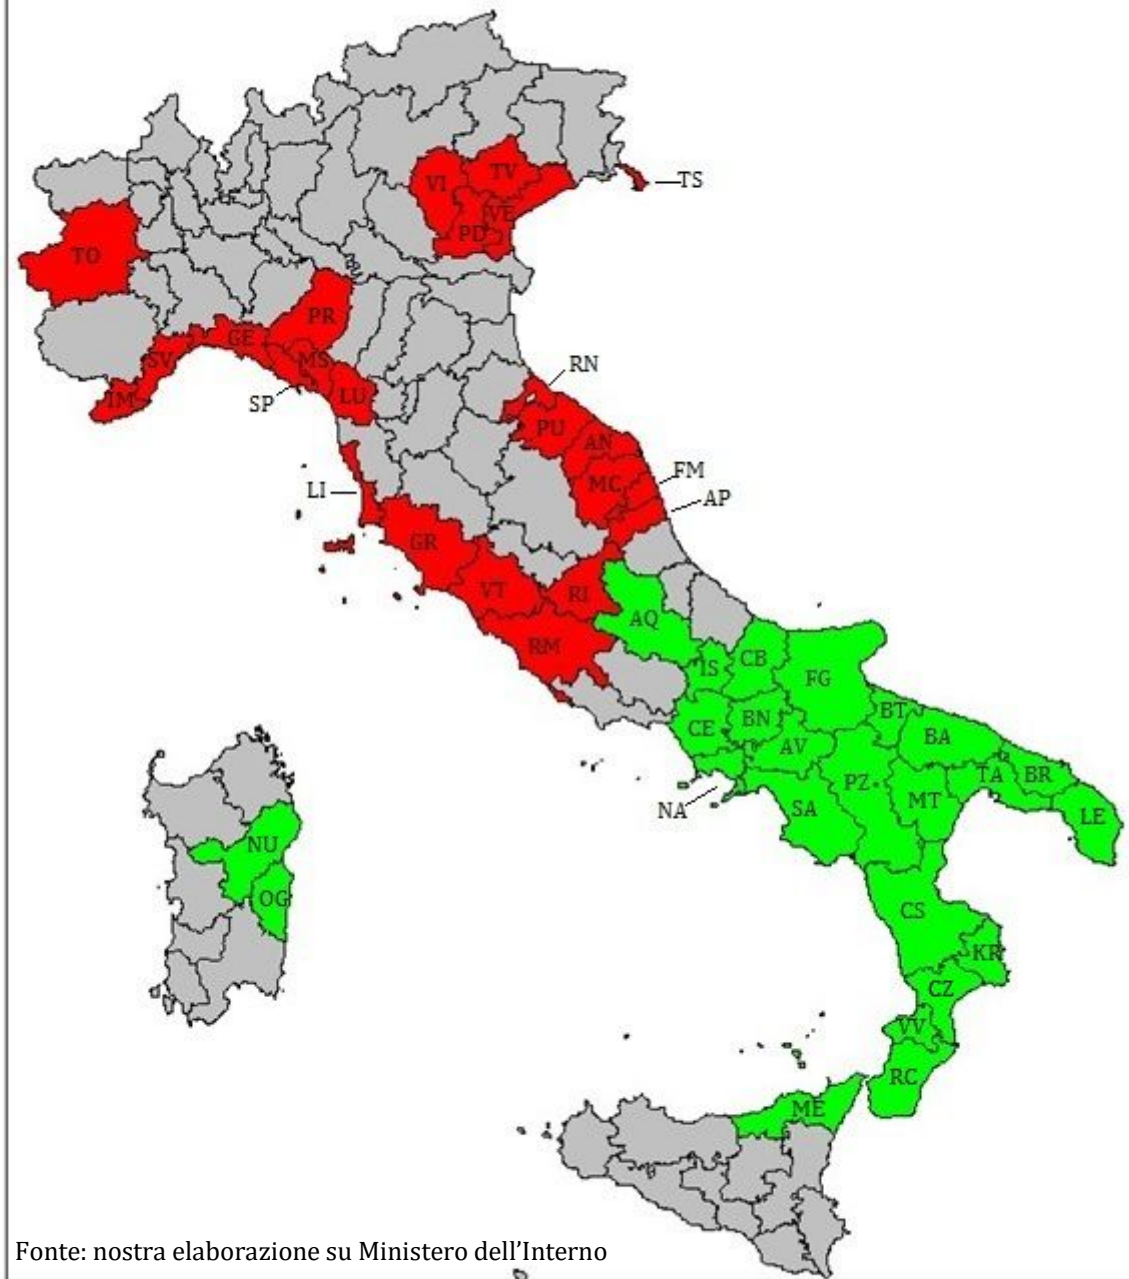 TV
TS
VI
VE
PD
TO
PR
GE
RN
SV
MS
LU
IM
SP
PU
AN
FM
MC
LI
AP
GR
VT
RI
AQ
RM
CB
IS
FG
BT
BN
CE
BA
AV
TA
BR
PZ
MT
NA
SA
LE
NU
OG
CS
KR
CZ
VV
RC
ME
Fonte: nostra elaborazione su Ministero dell’Interno